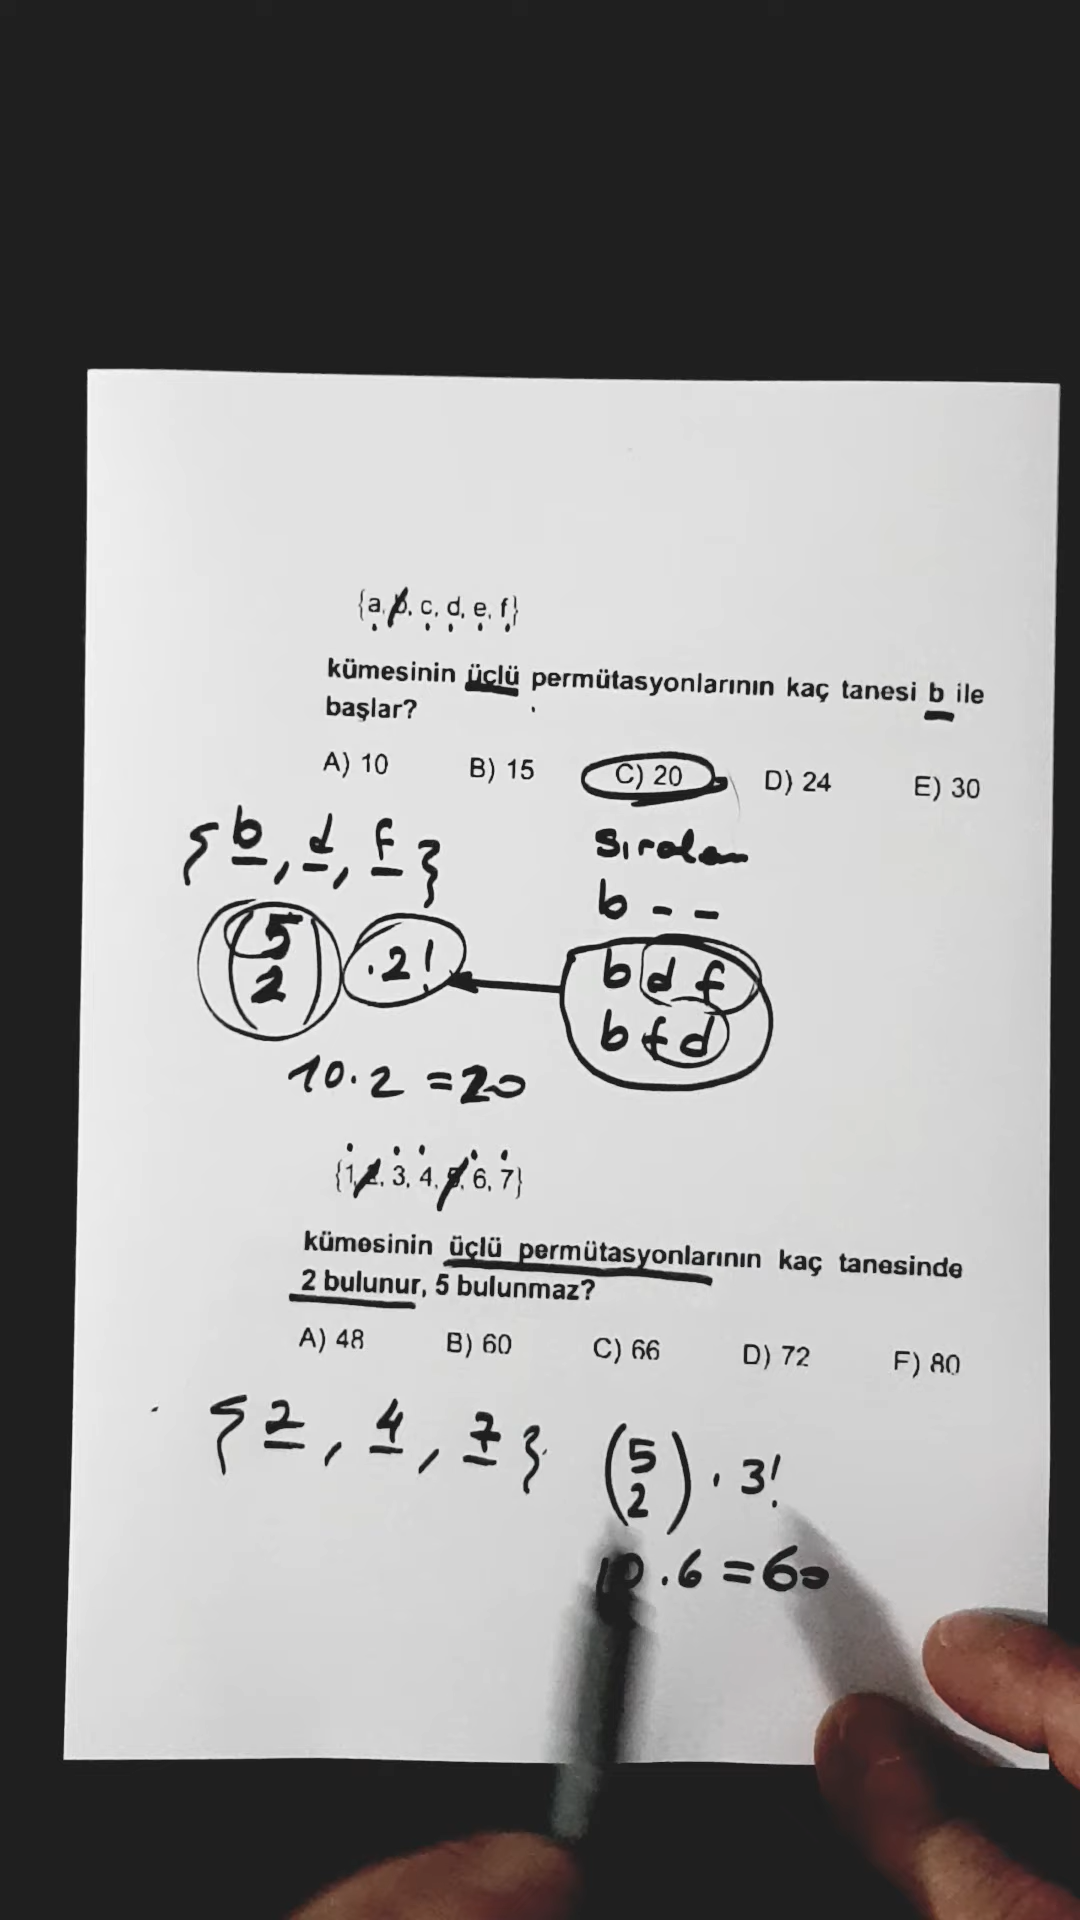 {a, b, c, d, e, f}
kümesinin üçlü permütasyonlarının kaç tanesi b ile
başlar?
A) 10 B) 15 C) 20 D) 24 E) 30
{b, d, f}
(5
2) .2!
10.2 =20
Sıralam
b - -
b d f
b f d
{1, 2, 3, 4, 5, 6, 7}
kümesinin üçlü permütasyonlarının kaç tanesinde
2 bulunur, 5 bulunmaz?
A) 48 B) 60 C) 66 D) 72 F) 80
{2, 4, 7}
(5
2) . 3!
10.6=60